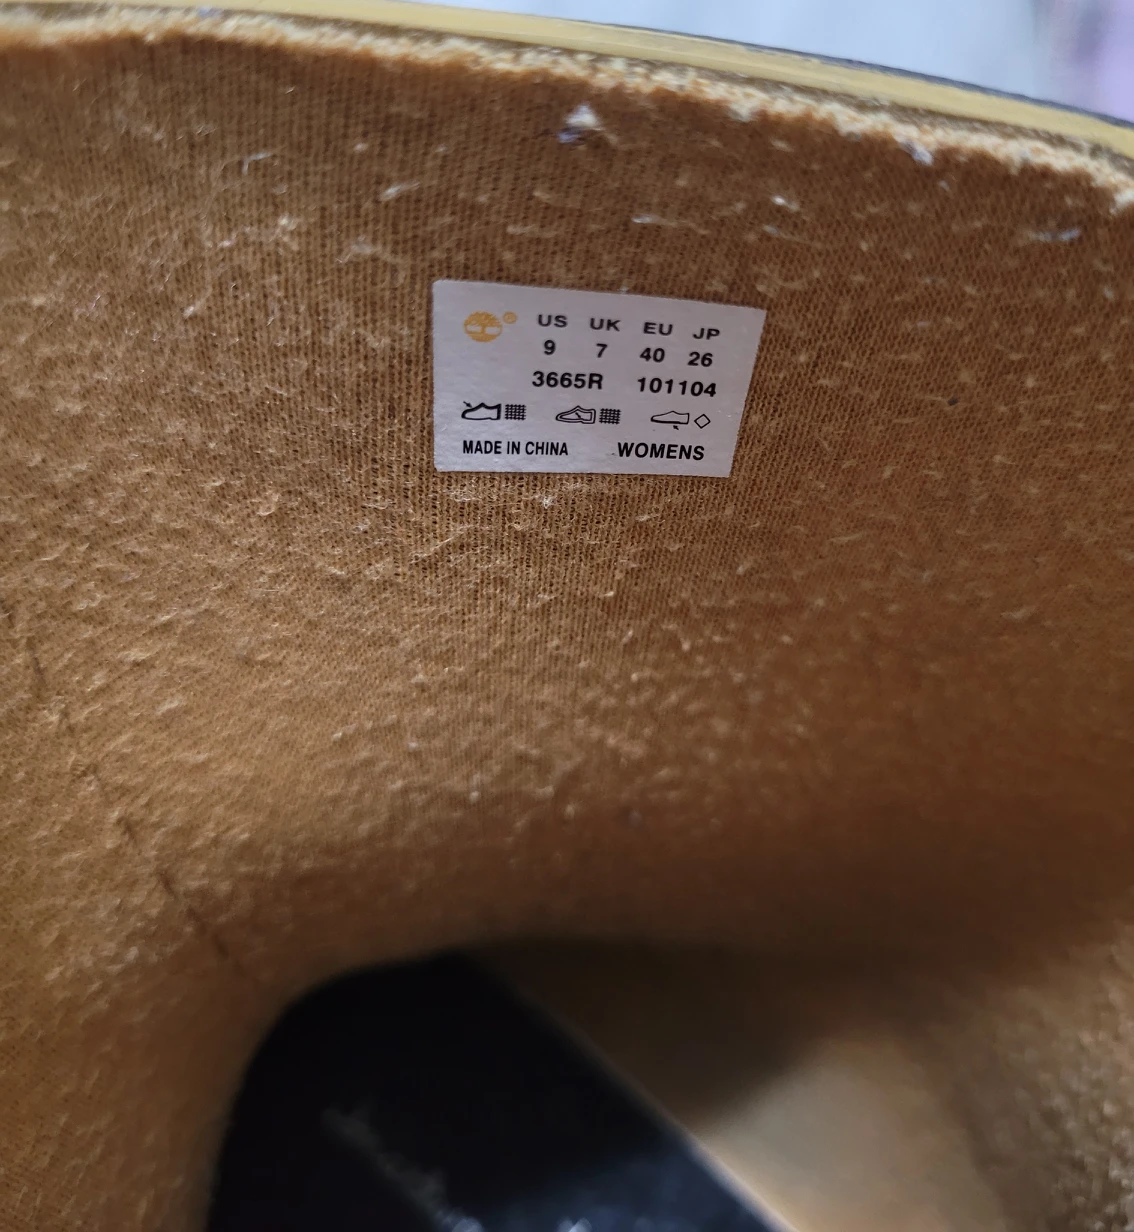 US UK EU JP
9 7 40 26
3665R 101104
MADE IN CHINA WOMENS